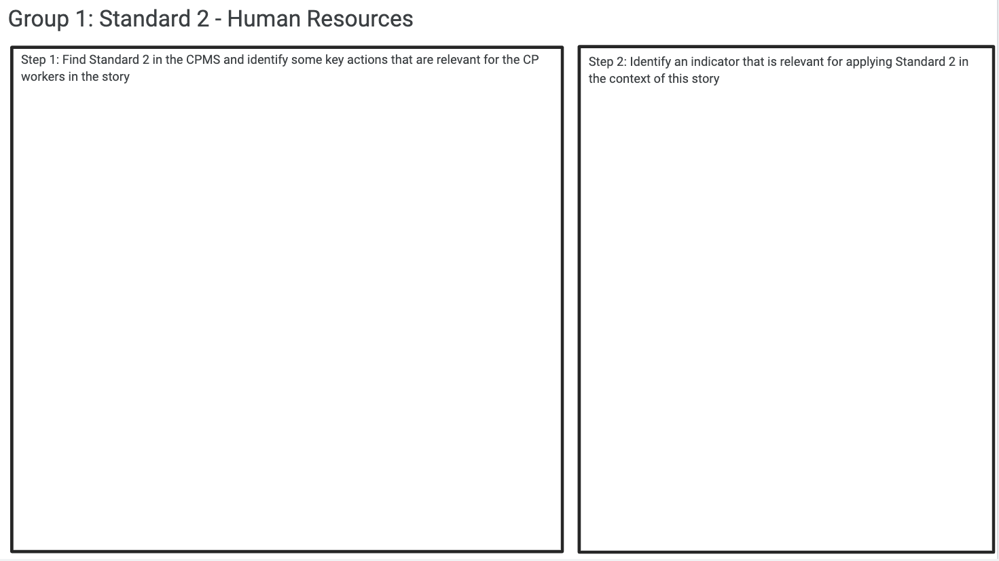 Group 1: Standard 2 - Human Resources
Step 1: Find Standard 2 in the CPMS and identify some key actions that are relevant for the CP
workers in the story
Step 2: Identify an indicator that is relevant for applying Standard 2 in
the context of this story